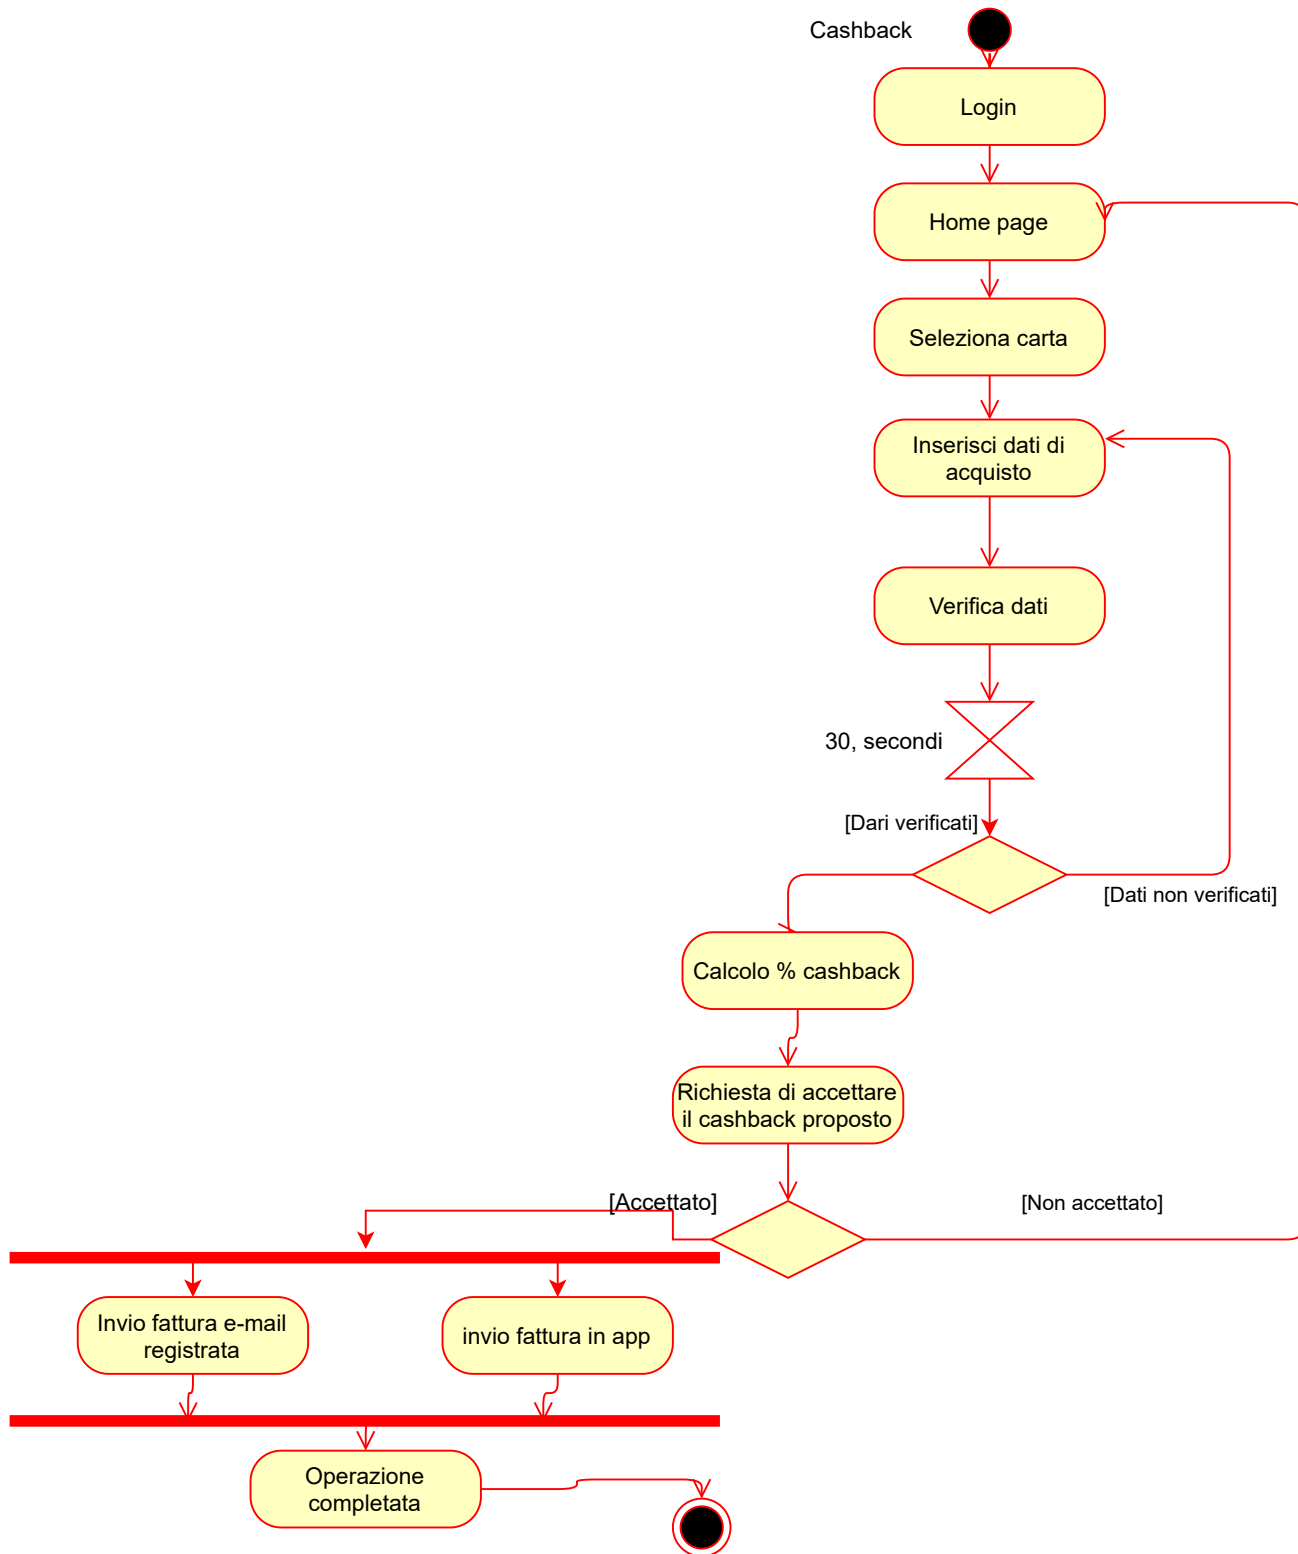 Cashback
Login
Home page
Seleziona carta
Inserisci dati di
acquisto
Verifica dati
30, secondi
[Dari verificati]
[Dati non verificati]
Calcolo % cashback
Richiesta di accettare
il cashback proposto
[Accettato]
[Non accettato]
Invio fattura e-mail
registrata
invio fattura in app
Operazione
completata